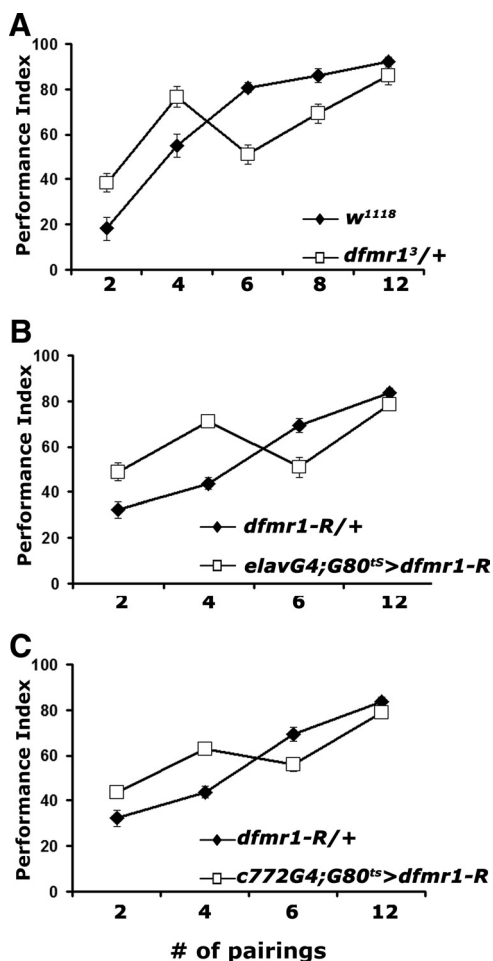 A
Performance Index
100
80
60
40
20
0
w¹¹¹⁸
dfmr1³/+
2 4 6 8 12
B
Performance Index
100
80
60
40
20
0
dfmr1-R/+
elavG4;G80ᵗˢ>dfmr1-R
2 4 6 12
C
Performance Index
100
80
60
40
20
0
dfmr1-R/+
c772G4;G80ᵗˢ>dfmr1-R
2 4 6 12
# of pairings